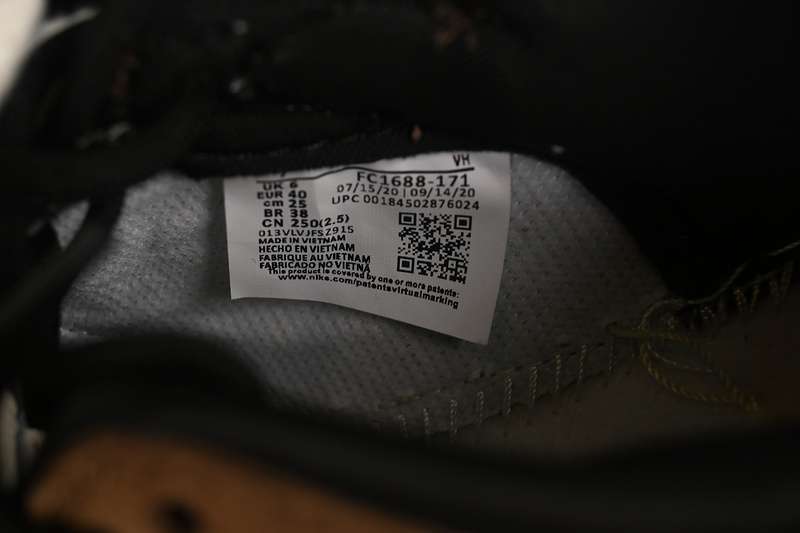 VH
UK 6
EUR 40
cm 25
BR 38
CN 250(2.5)
FC1688-171
07/15/20 | 09/14/20
UPC 00184502876024
013VLVJFSZ915
MADE IN VIETNAM
HECHO EN VIETNAM
FABRIQUE AU VIETNAM
FABRICADO NO VIETNÃ
This product is covered by one or more patents:
www.nike.com/patentsvirtualmarking